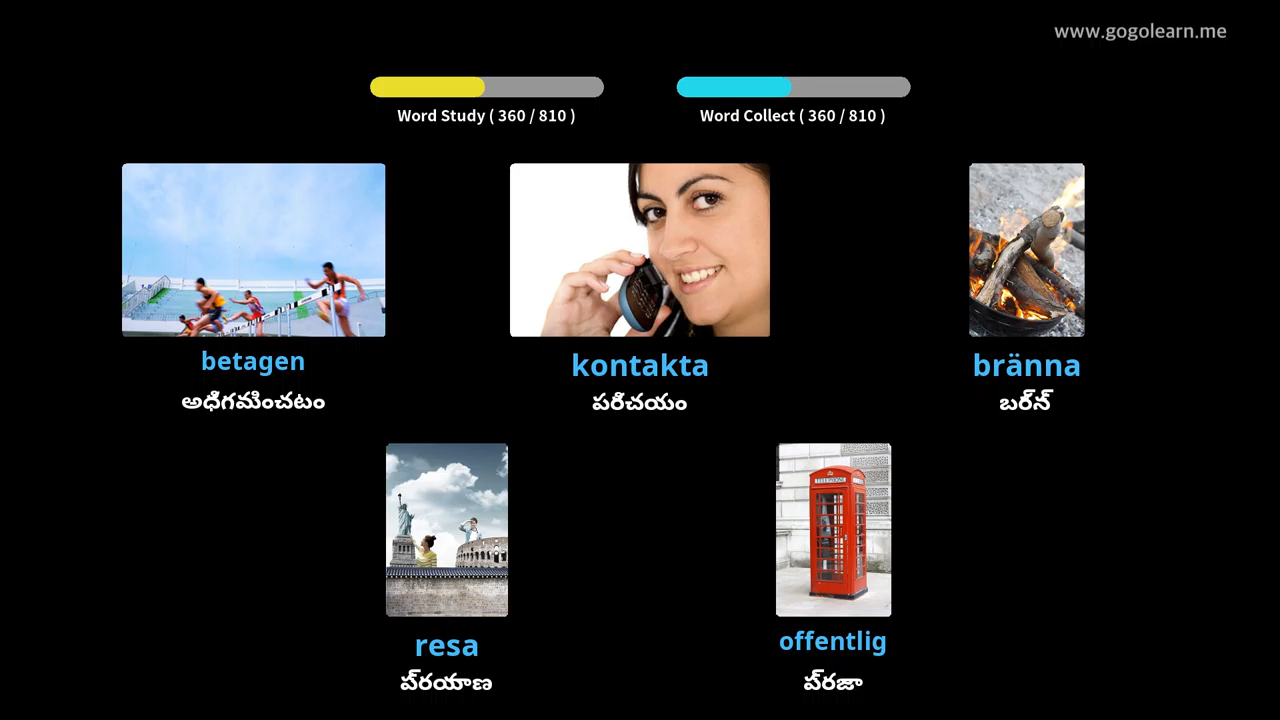 www.gogolearn.me
Word Study ( 360 / 810 )
Word Collect ( 360 / 810 )
betagen
అధిగమించటం
kontakta
పరిచయం
bränna
బర్న్
resa
ప్రయాణ
offentlig
ప్రజా
TELEPHONE